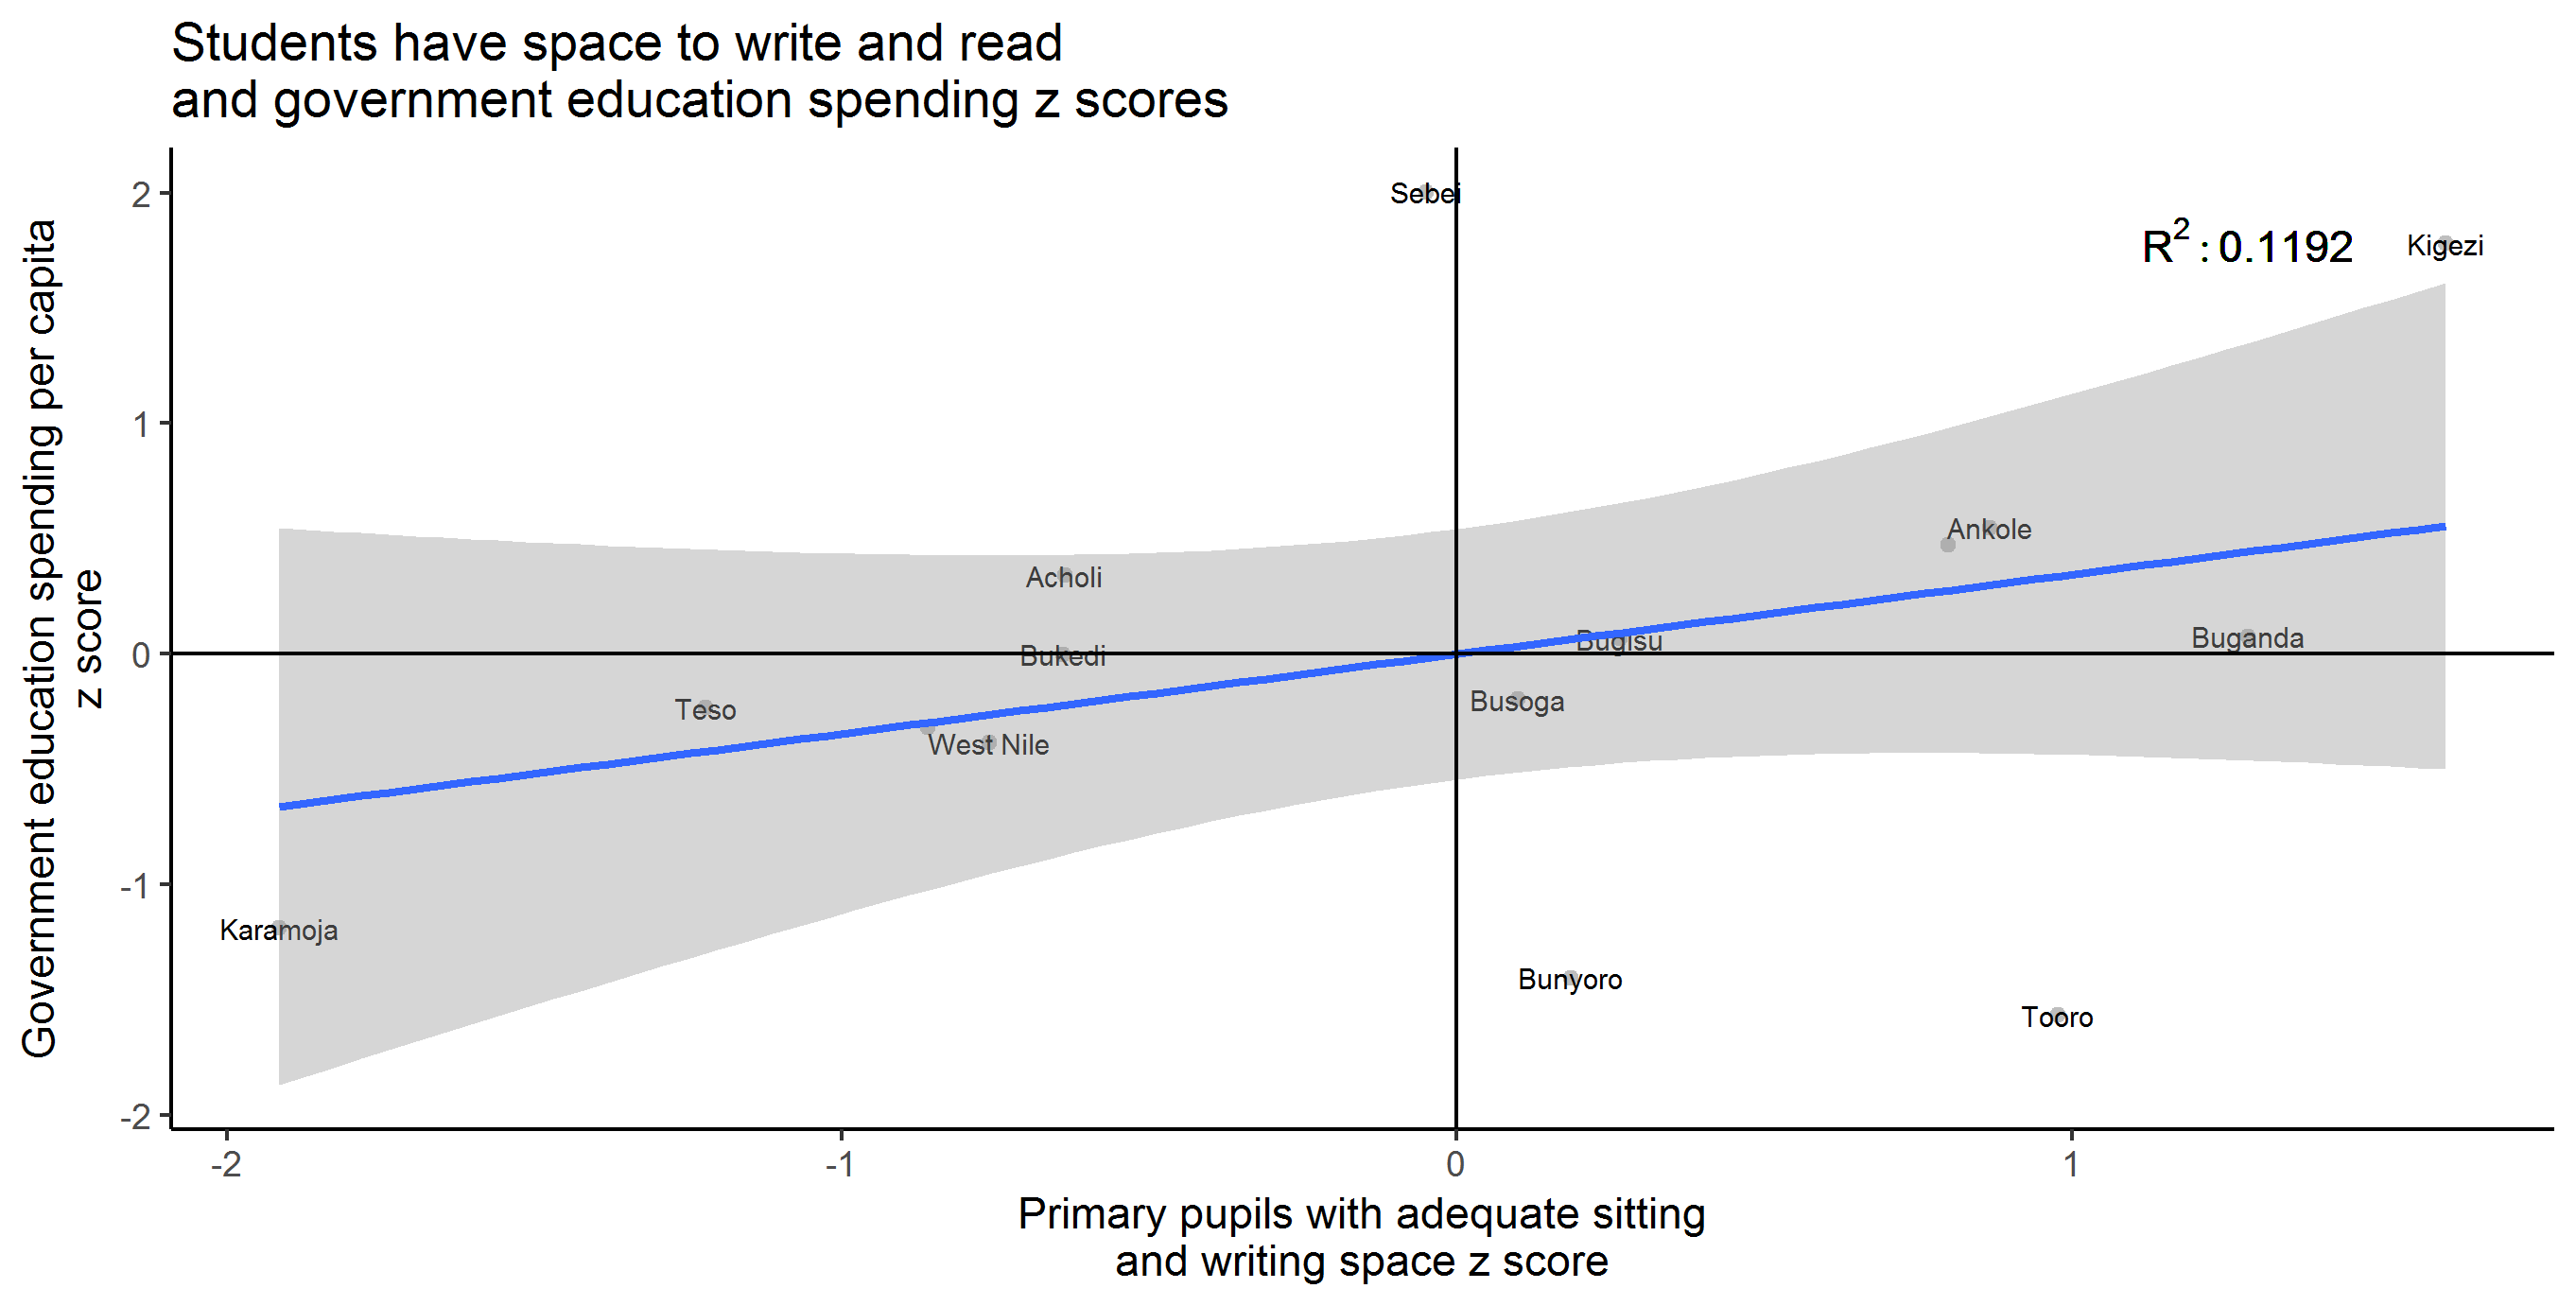 Students have space to write and read
and government education spending z scores
Government education spending per capita
z score
2
1
0
-1
-2
Sebei
R²:0.1192
Kigezi
Ankole
Acholi
Bugisu
Buganda
Bukedi
Teso
Busoga
West Nile
Karamoja
Bunyoro
Tooro
-2
-1
0
1
Primary pupils with adequate sitting
and writing space z score